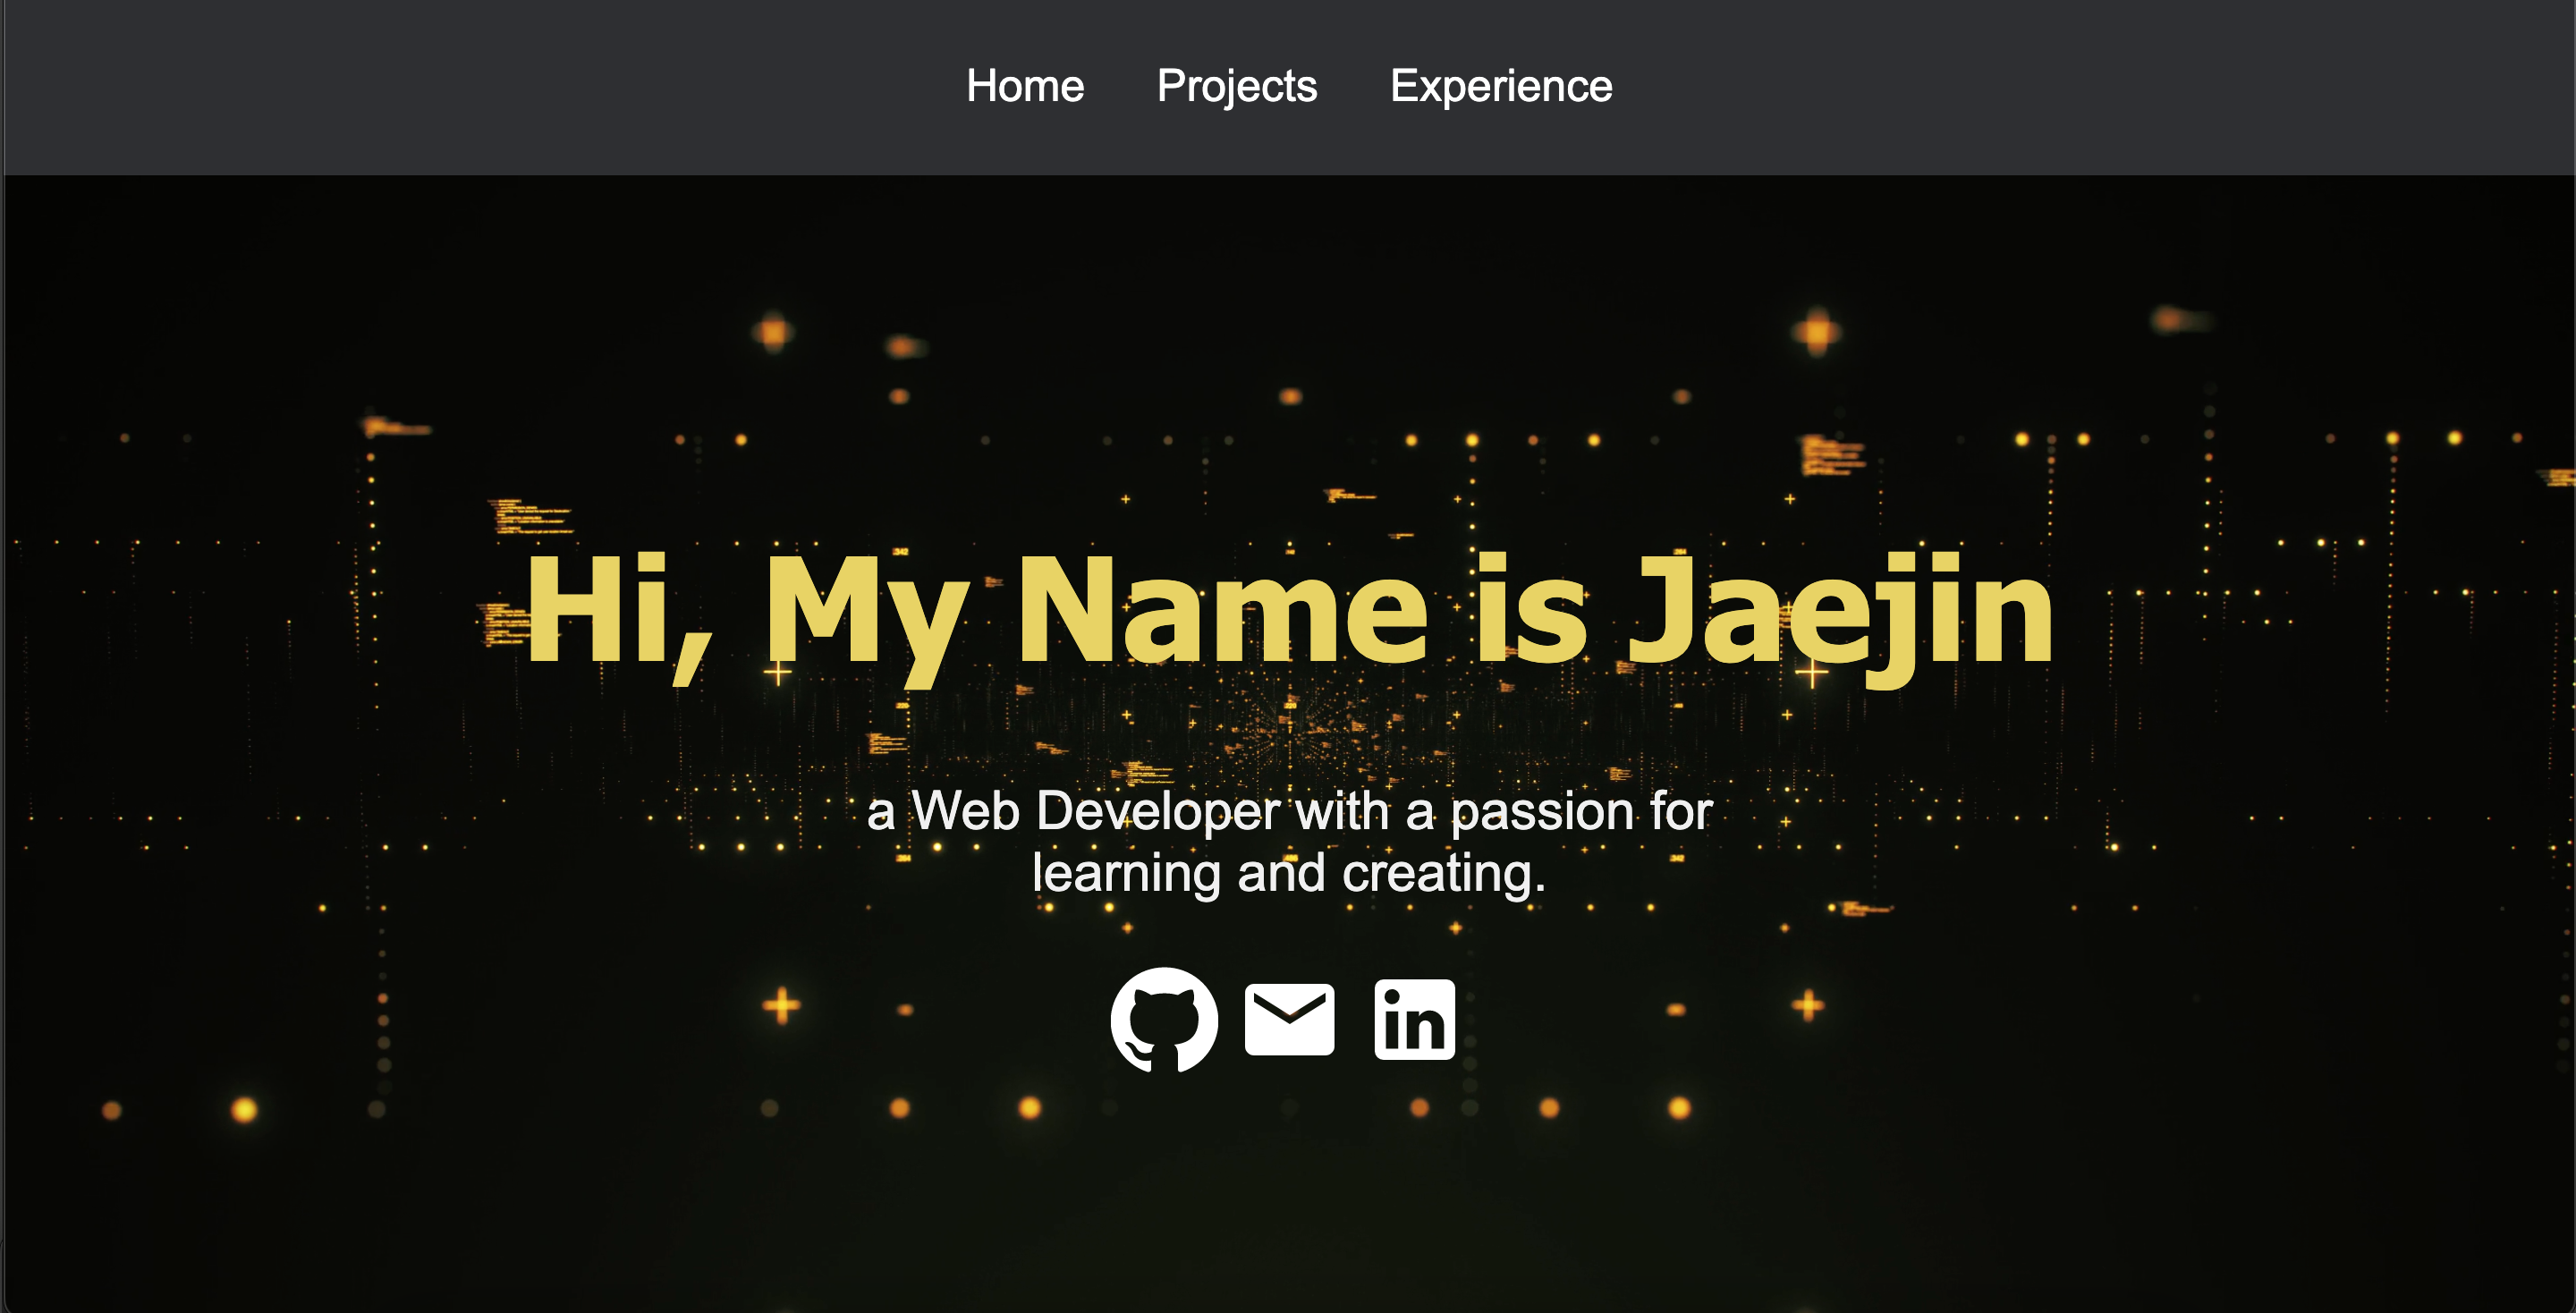 Home Projects Experience
Hi, My Name is Jaejin
a Web Developer with a passion for
learning and creating.
in